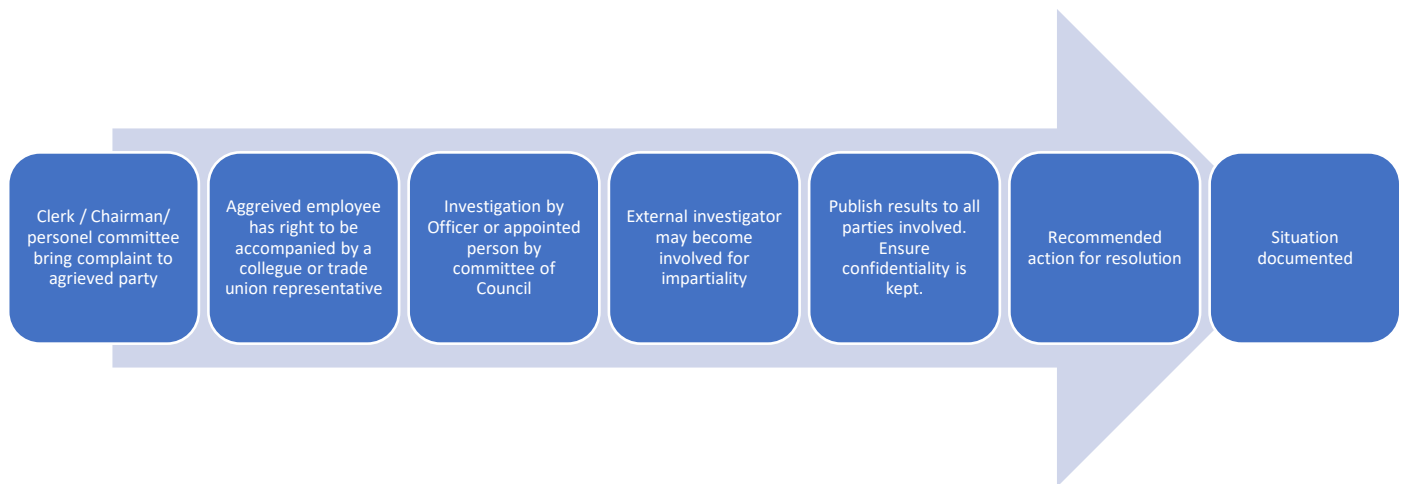 Clerk / Chairman/
personel committee
bring complaint to
agrieved party
Aggreived employee
has right to be
accompanied by a
collegue or trade
union representative
Investigation by
Officer or appointed
person by
committee of
Council
External investigator
may become
involved for
impartiality
Publish results to all
parties involved.
Ensure
confidentiality is
kept.
Recommended
action for resolution
Situation
documented